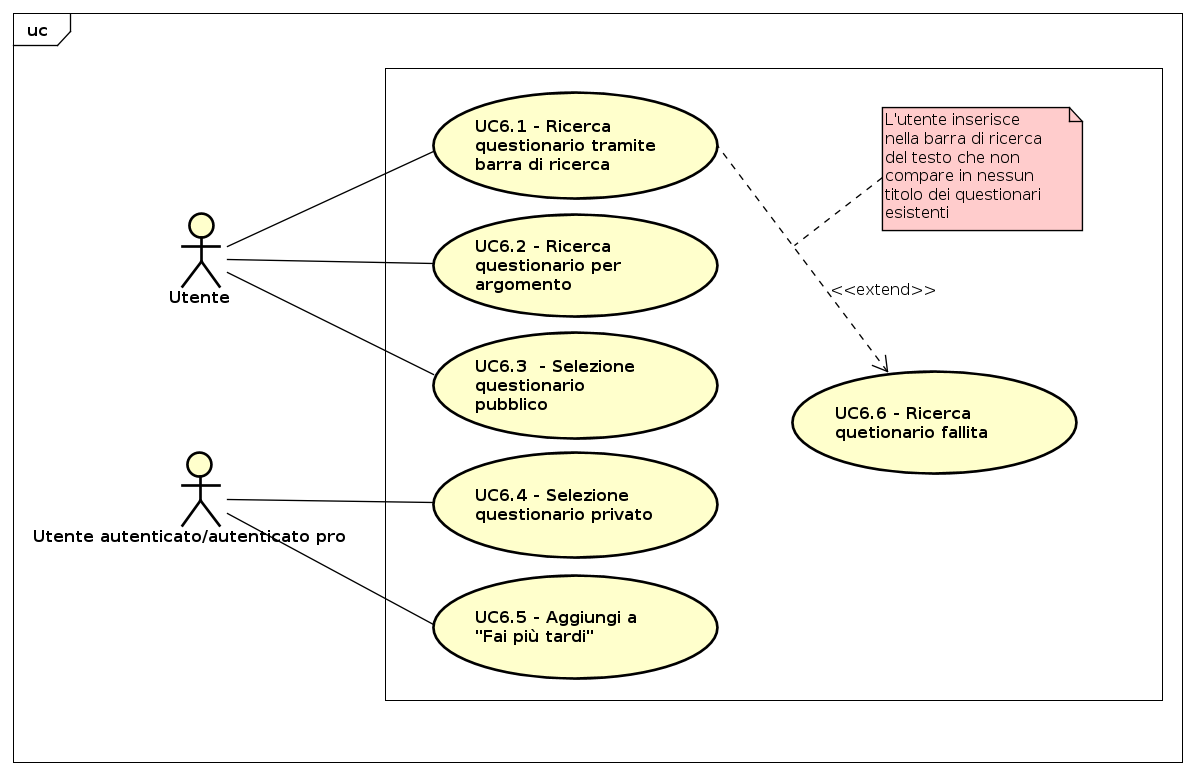 uc
UC6.1 - Ricerca
questionario tramite
barra di ricerca
L'utente inserisce
nella barra di ricerca
del testo che non
compare in nessun
titolo dei questionari
esistenti
UC6.2 - Ricerca
questionario per
argomento
Utente
<<extend>>
UC6.3  - Selezione
questionario
pubblico
UC6.6 - Ricerca
quetionario fallita
UC6.4 - Selezione
questionario privato
Utente autenticato/autenticato pro
UC6.5 - Aggiungi a
"Fai più tardi"